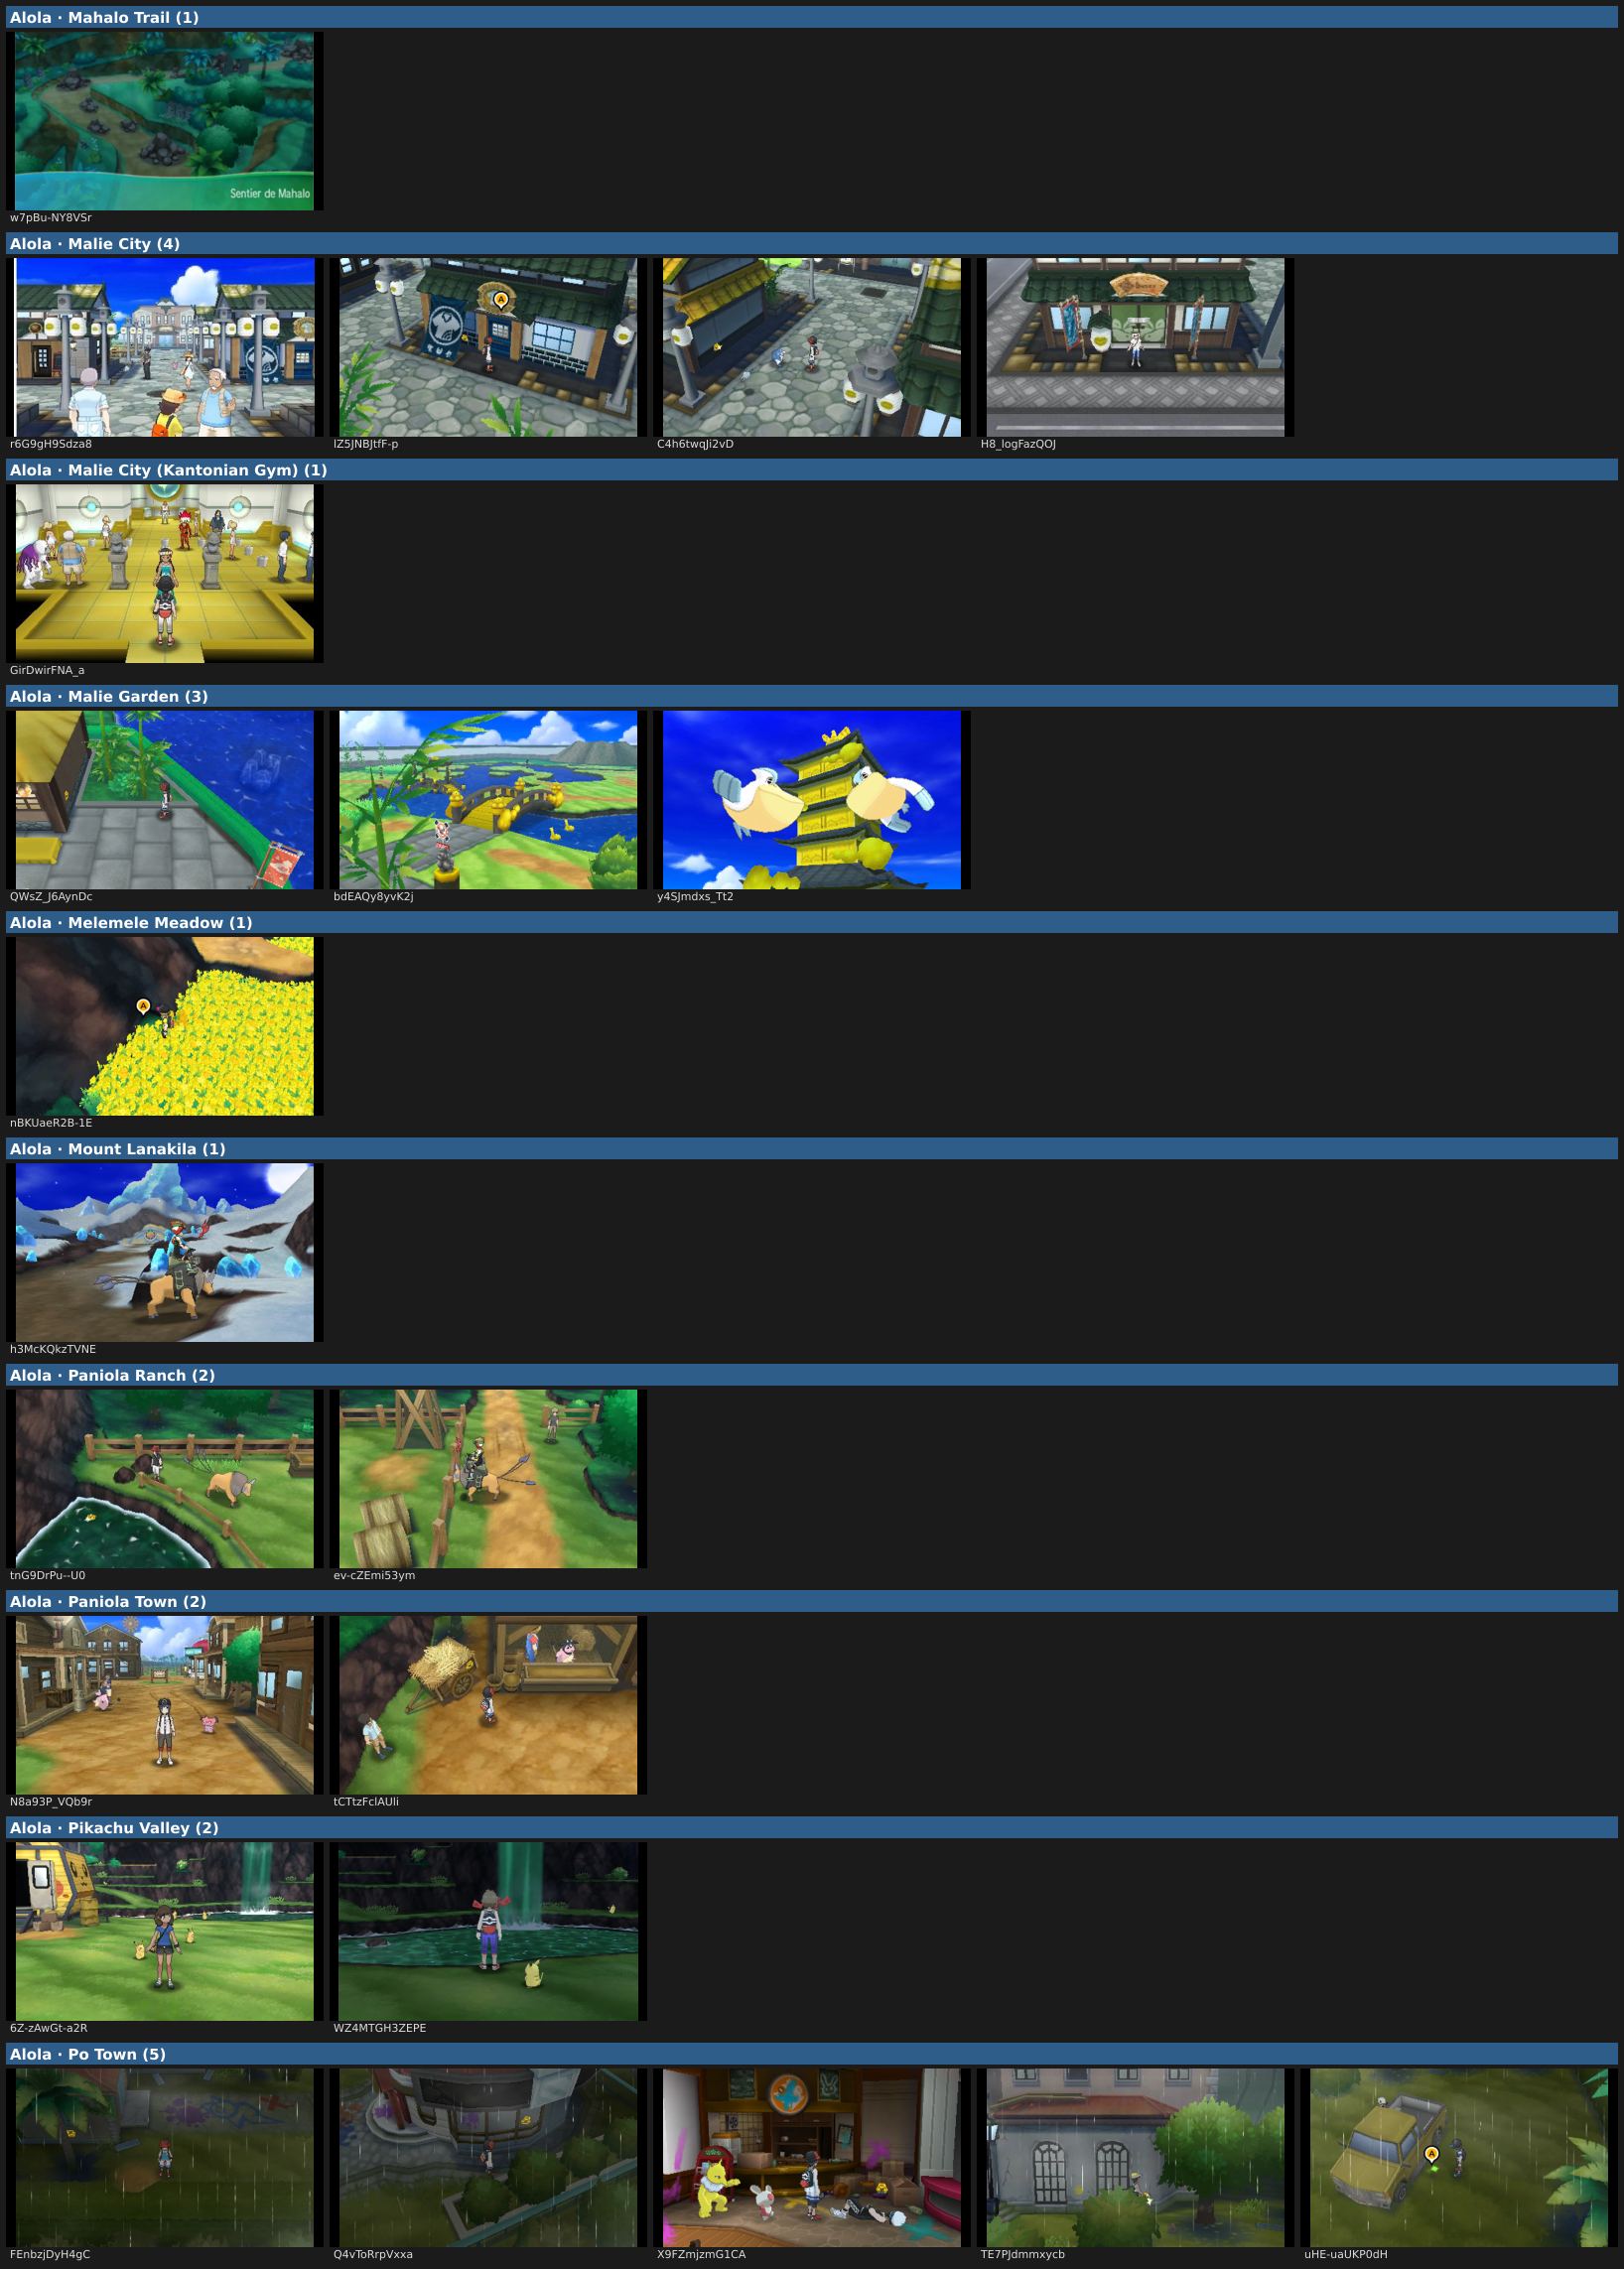 Alola · Mahalo Trail (1)
Sentier de Mahalo
w7pBu-NY8VSr
Alola · Malie City (4)
r6G9gH9Sdza8
IZ5JNBJtfF-p
C4h6twqJi2vD
H8_logFazQOJ
Alola · Malie City (Kantonian Gym) (1)
GirDwirFNA_a
Alola · Malie Garden (3)
QWsZ_J6AynDc
bdEAQy8yvK2j
y4SJmdxs_Tt2
Alola · Melemele Meadow (1)
A
nBKUaeR2B-1E
Alola · Mount Lanakila (1)
h3McKQkzTVNE
Alola · Paniola Ranch (2)
tnG9DrPu--U0
ev-cZEmi53ym
Alola · Paniola Town (2)
N8a93P_VQb9r
tCTtzFcIAUIi
Alola · Pikachu Valley (2)
6Z-zAwGt-a2R
WZ4MTGH3ZEPE
Alola · Po Town (5)
A
FEnbzjDyH4gC
Q4vToRrpVxxa
X9FZmjzmG1CA
TE7PJdmmxycb
uHE-uaUKP0dH